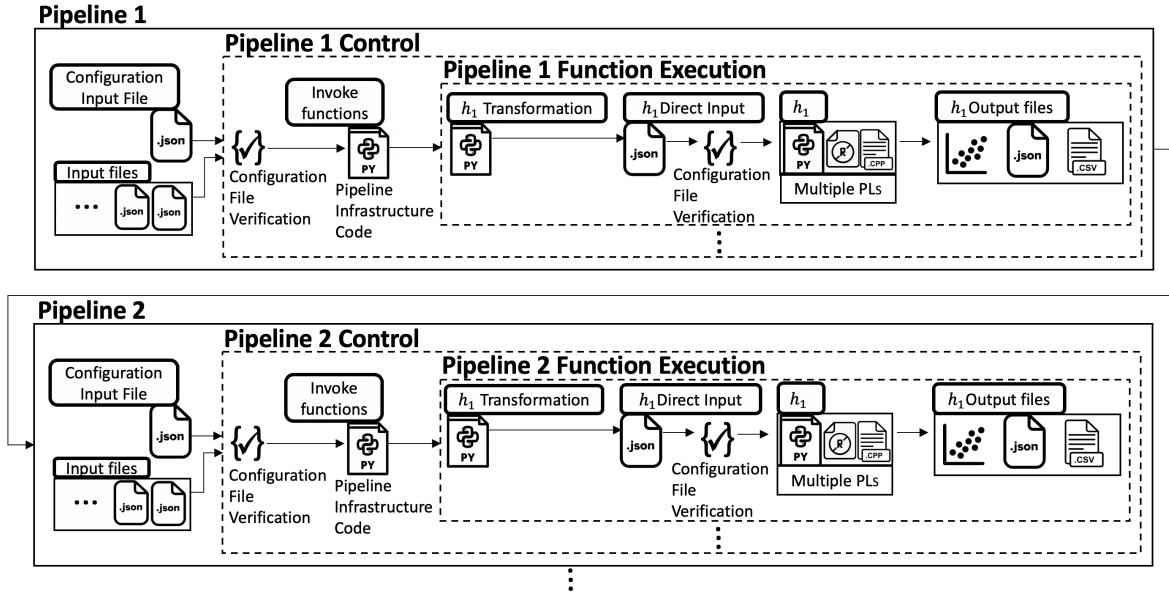 Pipeline 1
Pipeline 1 Control
Pipeline 1 Function Execution
Configuration
Input File
.json
Input files
...
.json
.json
Configuration
File
Verification
Invoke
functions
PY
Pipeline
Infrastructure
Code
h₁ Transformation
PY
h₁ Direct Input
.json
Configuration
File
Verification
h₁
PY
R
.CPP
Multiple PLs
h₁ Output files
.json
.CSV
Pipeline 2
Pipeline 2 Control
Pipeline 2 Function Execution
Configuration
Input File
.json
Input files
...
.json
.json
Configuration
File
Verification
Invoke
functions
PY
Pipeline
Infrastructure
Code
h₁ Transformation
PY
h₁ Direct Input
.json
Configuration
File
Verification
h₁
PY
R
.CPP
Multiple PLs
h₁ Output files
.json
.CSV